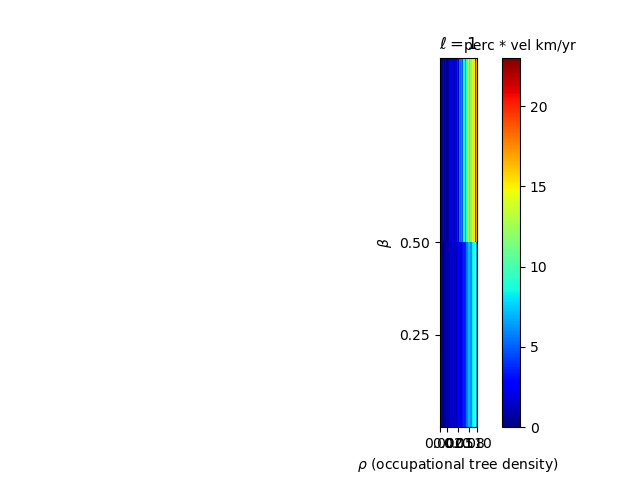 ℓ = 1
perc * vel km/yr
20
15
β
0.50
10
0.25
5
0
ρ (occupational tree density)